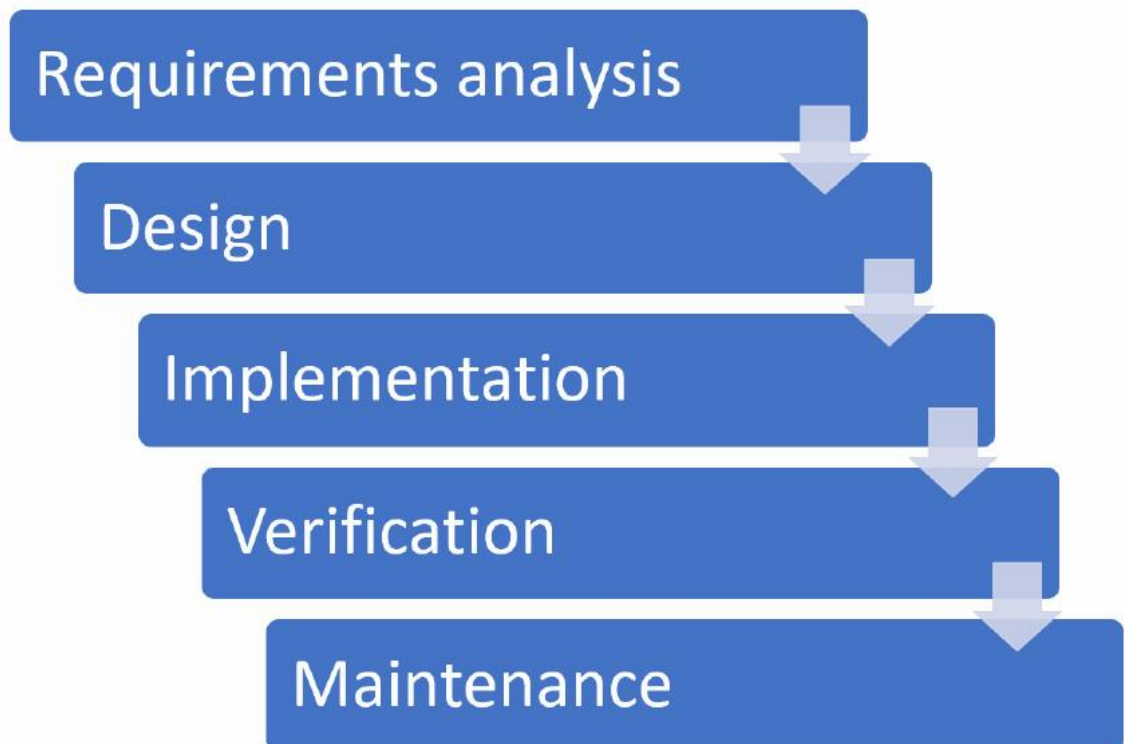 Requirements analysis
Design
Implementation
Verification
Maintenance